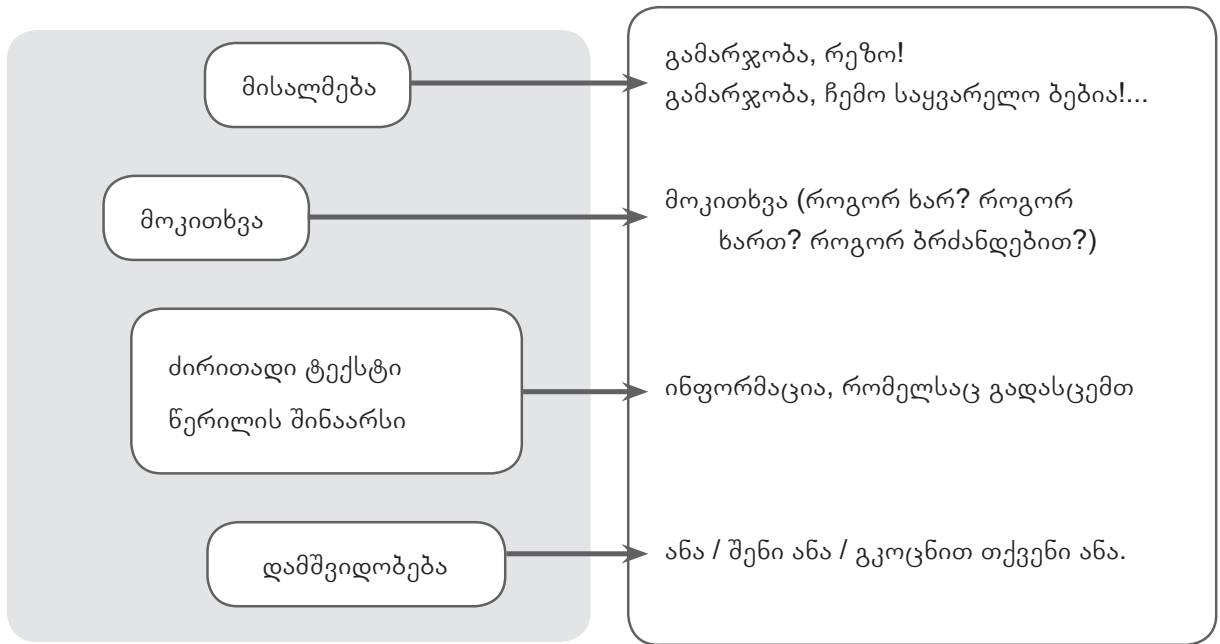 მისალმება
გამარჯობა, რეზო!
გამარჯობა, ჩემო საყვარელო ბებია!...
მოკითხვა
მოკითხვა (როგორ ხარ? როგორ
ხართ? როგორ ბრძანდებით?)
ძირითადი ტექსტი
წერილის შინაარსი
ინფორმაცია, რომელსაც გადასცემთ
დამშვიდობება
ანა / შენი ანა / გკოცნით თქვენი ანა.